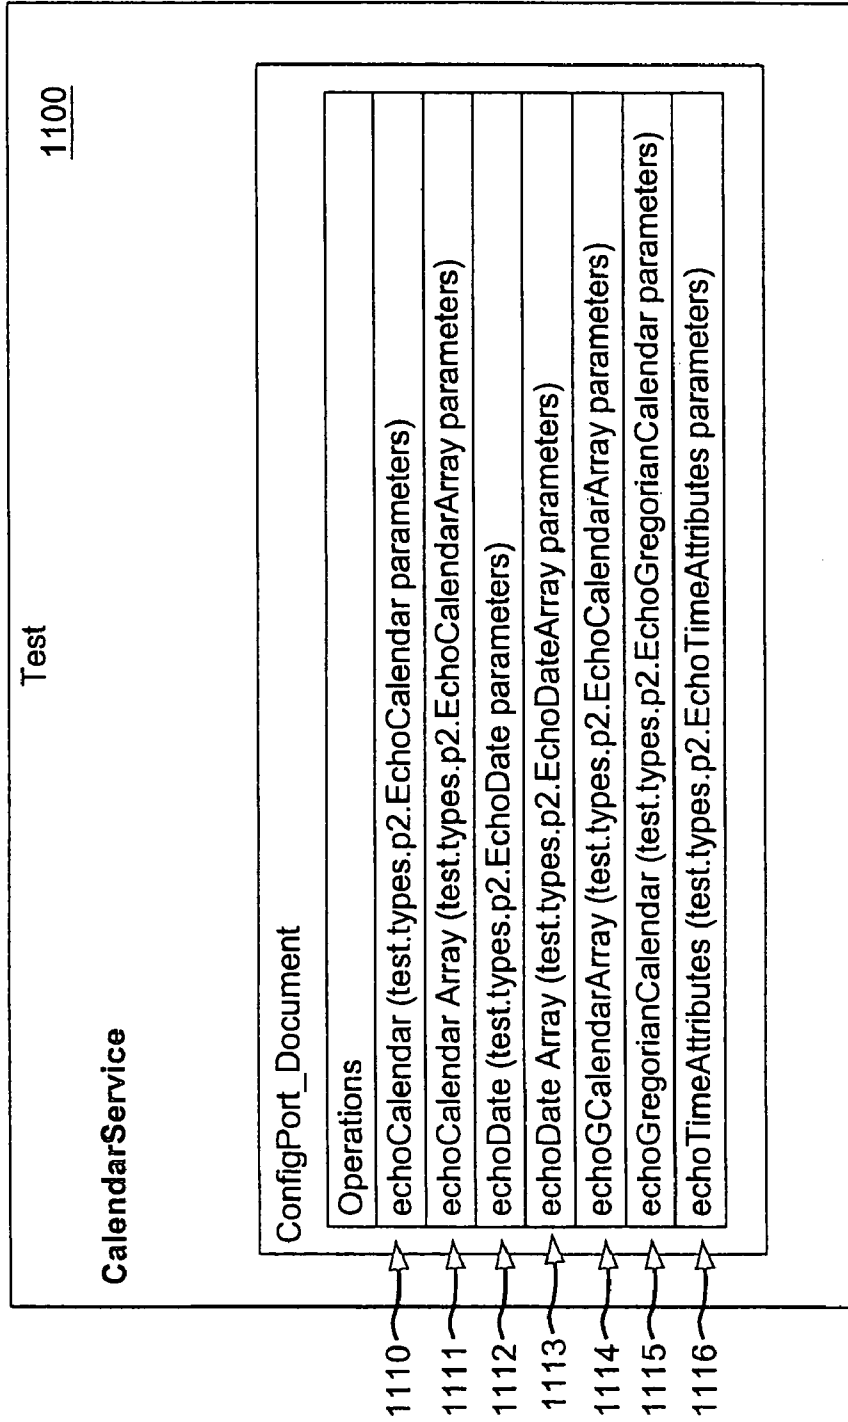 Test
1100
CalendarService
ConfigPort_Document
Operations
1110 echoCalendar (test.types.p2.EchoCalendar parameters)
1111 echoCalendar Array (test.types.p2.EchoCalendarArray parameters)
1112 echoDate (test.types.p2.EchoDate parameters)
1113 echoDate Array (test.types.p2.EchoDateArray parameters)
1114 echoGCalendarArray (test.types.p2.EchoCalendarArray parameters)
1115 echoGregorianCalendar (test.types.p2.EchoGregorianCalendar parameters)
1116 echoTimeAttributes (test.types.p2.EchoTimeAttributes parameters)